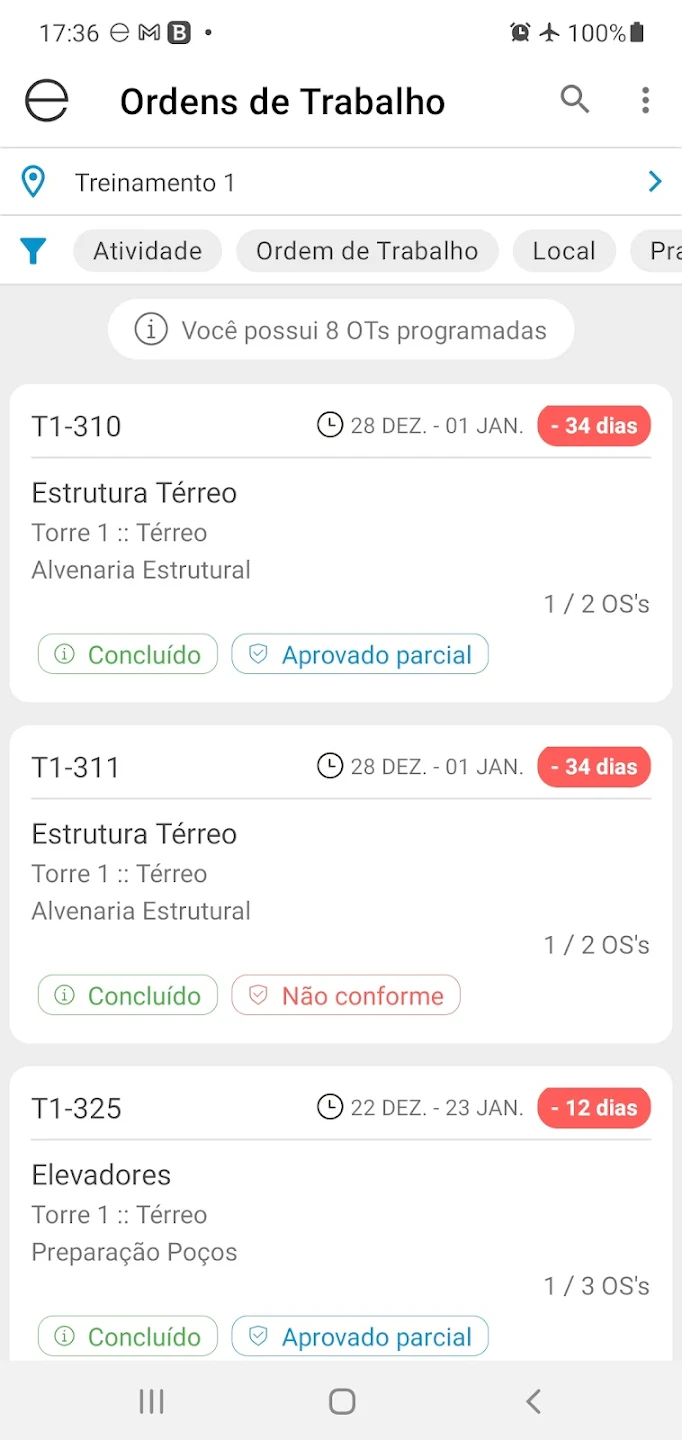 17:36 100%
Ordens de Trabalho
Treinamento 1
Atividade Ordem de Trabalho Local Pra
Você possui 8 OTs programadas
T1-310 28 DEZ. - 01 JAN. - 34 dias
Estrutura Térreo
Torre 1 :: Térreo
Alvenaria Estrutural
1 / 2 OS's
Concluído Aprovado parcial
T1-311 28 DEZ. - 01 JAN. - 34 dias
Estrutura Térreo
Torre 1 :: Térreo
Alvenaria Estrutural
1 / 2 OS's
Concluído Não conforme
T1-325 22 DEZ. - 23 JAN. - 12 dias
Elevadores
Torre 1 :: Térreo
Preparação Poços
1 / 3 OS's
Concluído Aprovado parcial